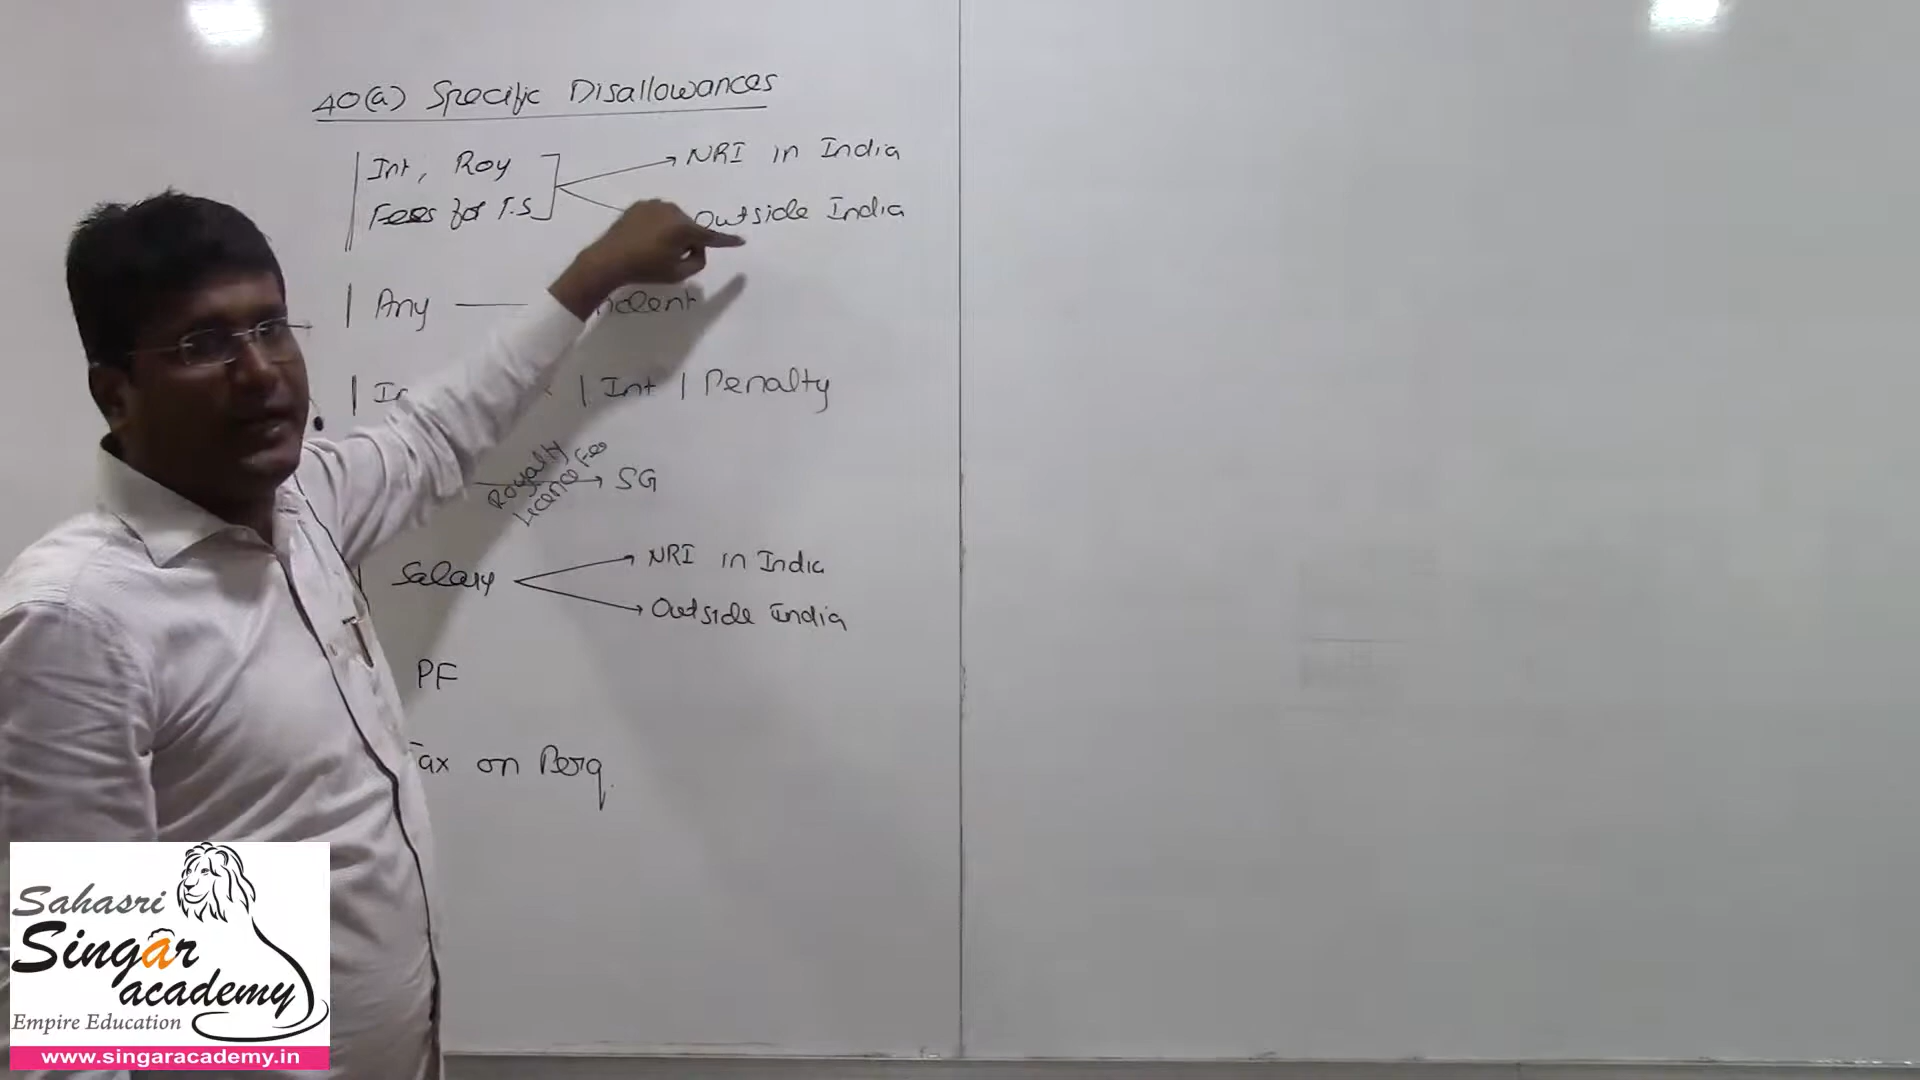 40(a) Specific Disallowances
Int, Roy
Fees for T.S
NRI in India
Outside India
Any
Int | Penalty
Royalty
Licence Fee
SG
Salary
NRI in India
Outside India
PF
Tax on Perq.
Sahasri
Singar
academy
Empire Education
www.singaracademy.in